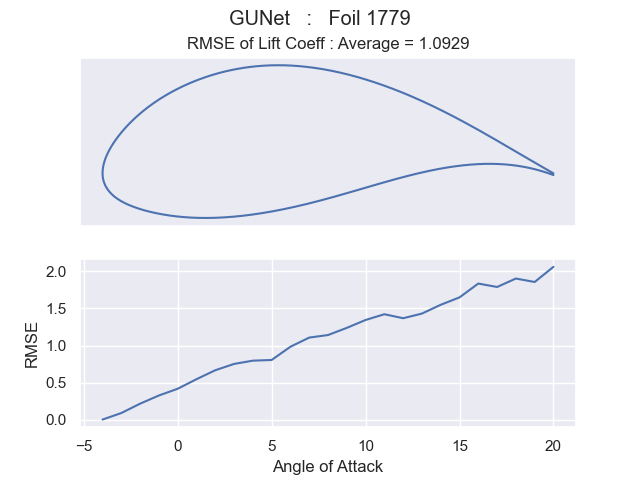 GUNet   :   Foil 1779
RMSE of Lift Coeff : Average = 1.0929
2.0
1.5
1.0
0.5
0.0
RMSE
−5 0 5 10 15 20
Angle of Attack